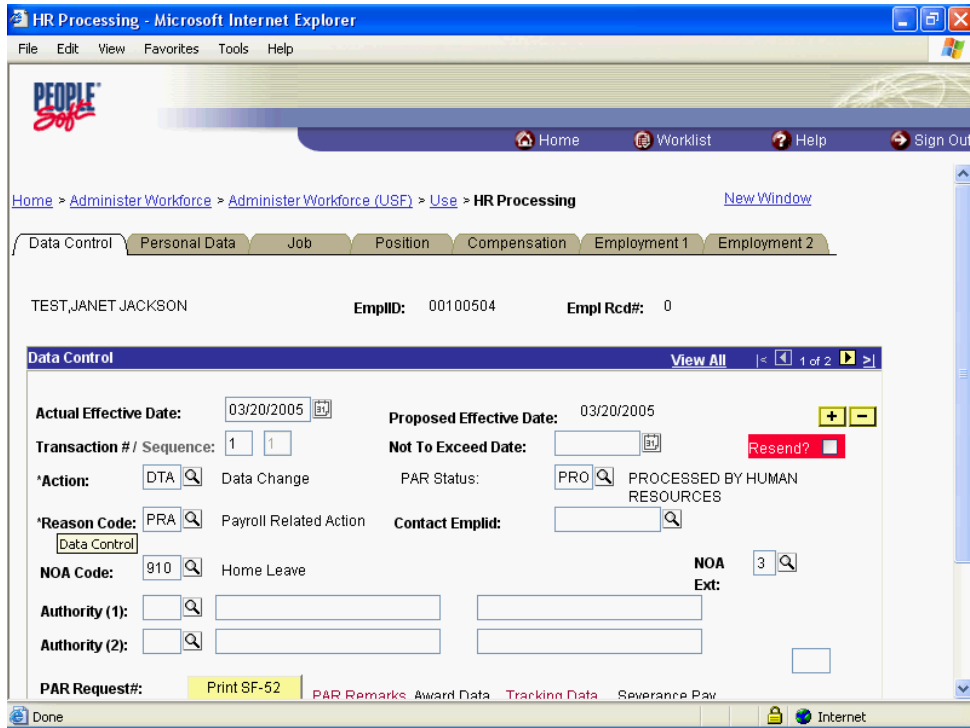 HR Processing - Microsoft Internet Explorer
File Edit View Favorites Tools Help
PEOPLE Soft
Home Worklist Help Sign Out
Home > Administer Workforce > Administer Workforce (USF) > Use > HR Processing New Window
Data Control Personal Data Job Position Compensation Employment 1 Employment 2
TEST,JANET JACKSON EmplID: 00100504 Empl Rcd#: 0
Data Control View All |< 1 of 2 >|
Actual Effective Date: 03/20/2005 31 Proposed Effective Date: 03/20/2005 + −
Transaction # / Sequence: 1 1 Not To Exceed Date: 31 Resend?
*Action: DTA Data Change PAR Status: PRO PROCESSED BY HUMAN
RESOURCES
*Reason Code: PRA Payroll Related Action Contact Emplid:
Data Control
NOA Code: 910 Home Leave NOA
Ext: 3
Authority (1):
Authority (2):
PAR Request#: Print SF-52 PAR Remarks Award Data Tracking Data Severance Pay
Done Internet